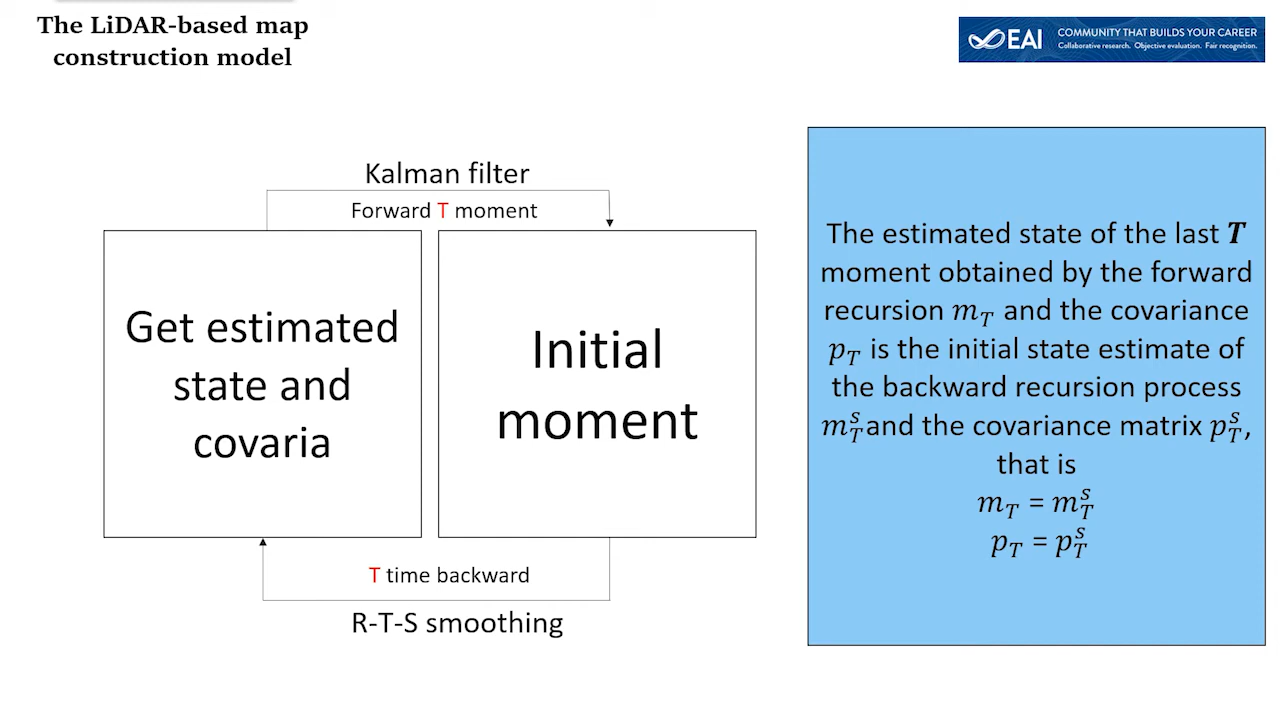 The LiDAR-based map
construction model
EAI
COMMUNITY THAT BUILDS YOUR CAREER
Collaborative research. Objective evaluation. Fair recognition.
Kalman filter
Forward T moment
Get estimated
state and
covaria
Initial
moment
T time backward
R-T-S smoothing
The estimated state of the last T
moment obtained by the forward
recursion m_T and the covariance
p_T is the initial state estimate of
the backward recursion process
m_T^s and the covariance matrix p_T^s,
that is
m_T = m_T^s
p_T = p_T^s